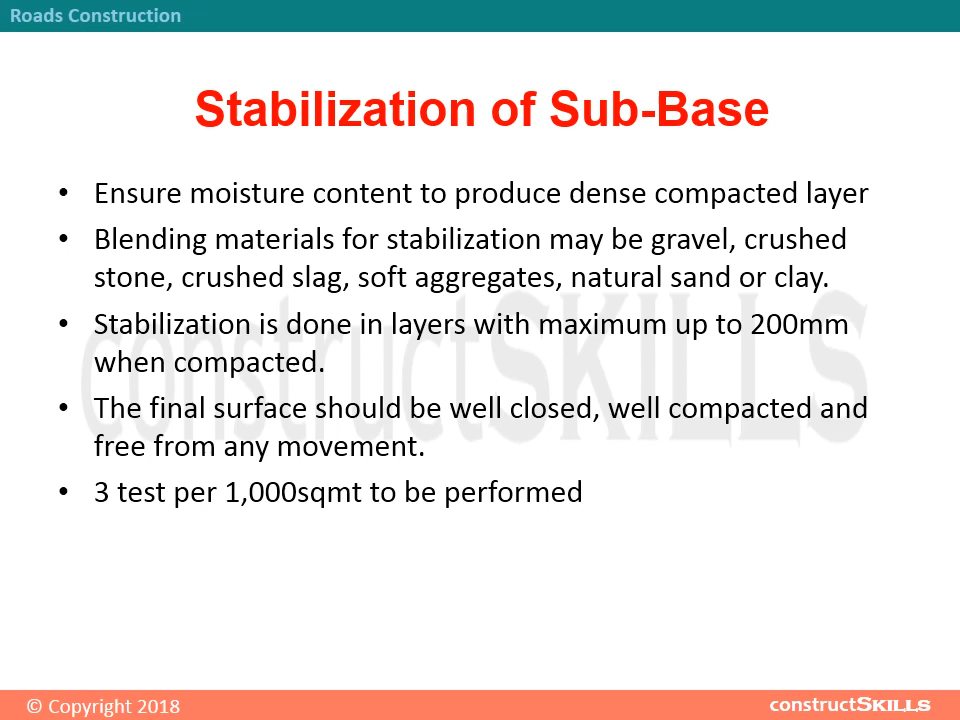 Roads Construction
Stabilization of Sub-Base
• Ensure moisture content to produce dense compacted layer
• Blending materials for stabilization may be gravel, crushed
stone, crushed slag, soft aggregates, natural sand or clay.
• Stabilization is done in layers with maximum up to 200mm
when compacted.
• The final surface should be well closed, well compacted and
free from any movement.
• 3 test per 1,000sqmt to be performed
constructSKILLS
© Copyright 2018
constructSKILLS